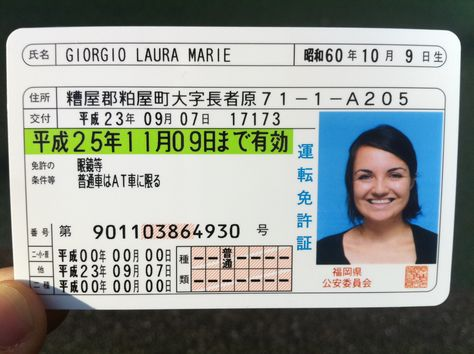 氏名 GIORGIO LAURA MARIE 昭和60年10月9日生
住所 糟屋郡粕屋町大字長者原71-1-A205
交付 平成23年09月07日 17173
平成25年11月09日まで有効
免許の 眼鏡等
条件等 普通車はAT車に限る
運転免許証
番号 第 901103864930 号
二・小・原 平成00年00月00日
他 平成23年09月07日
二種 平成00年00月00日
種類 普通
福岡県
公安委員会